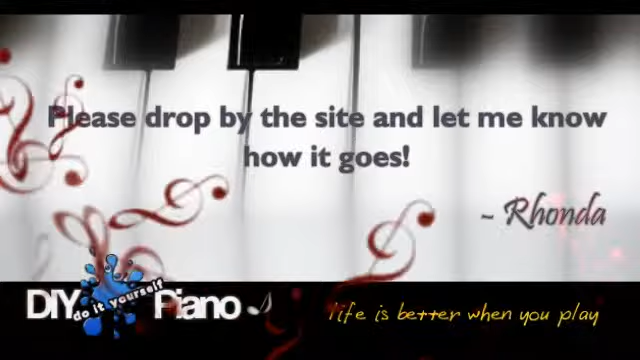 Please drop by the site and let me know
how it goes!
~ Rhonda
DIY do it yourself Piano
life is better when you play